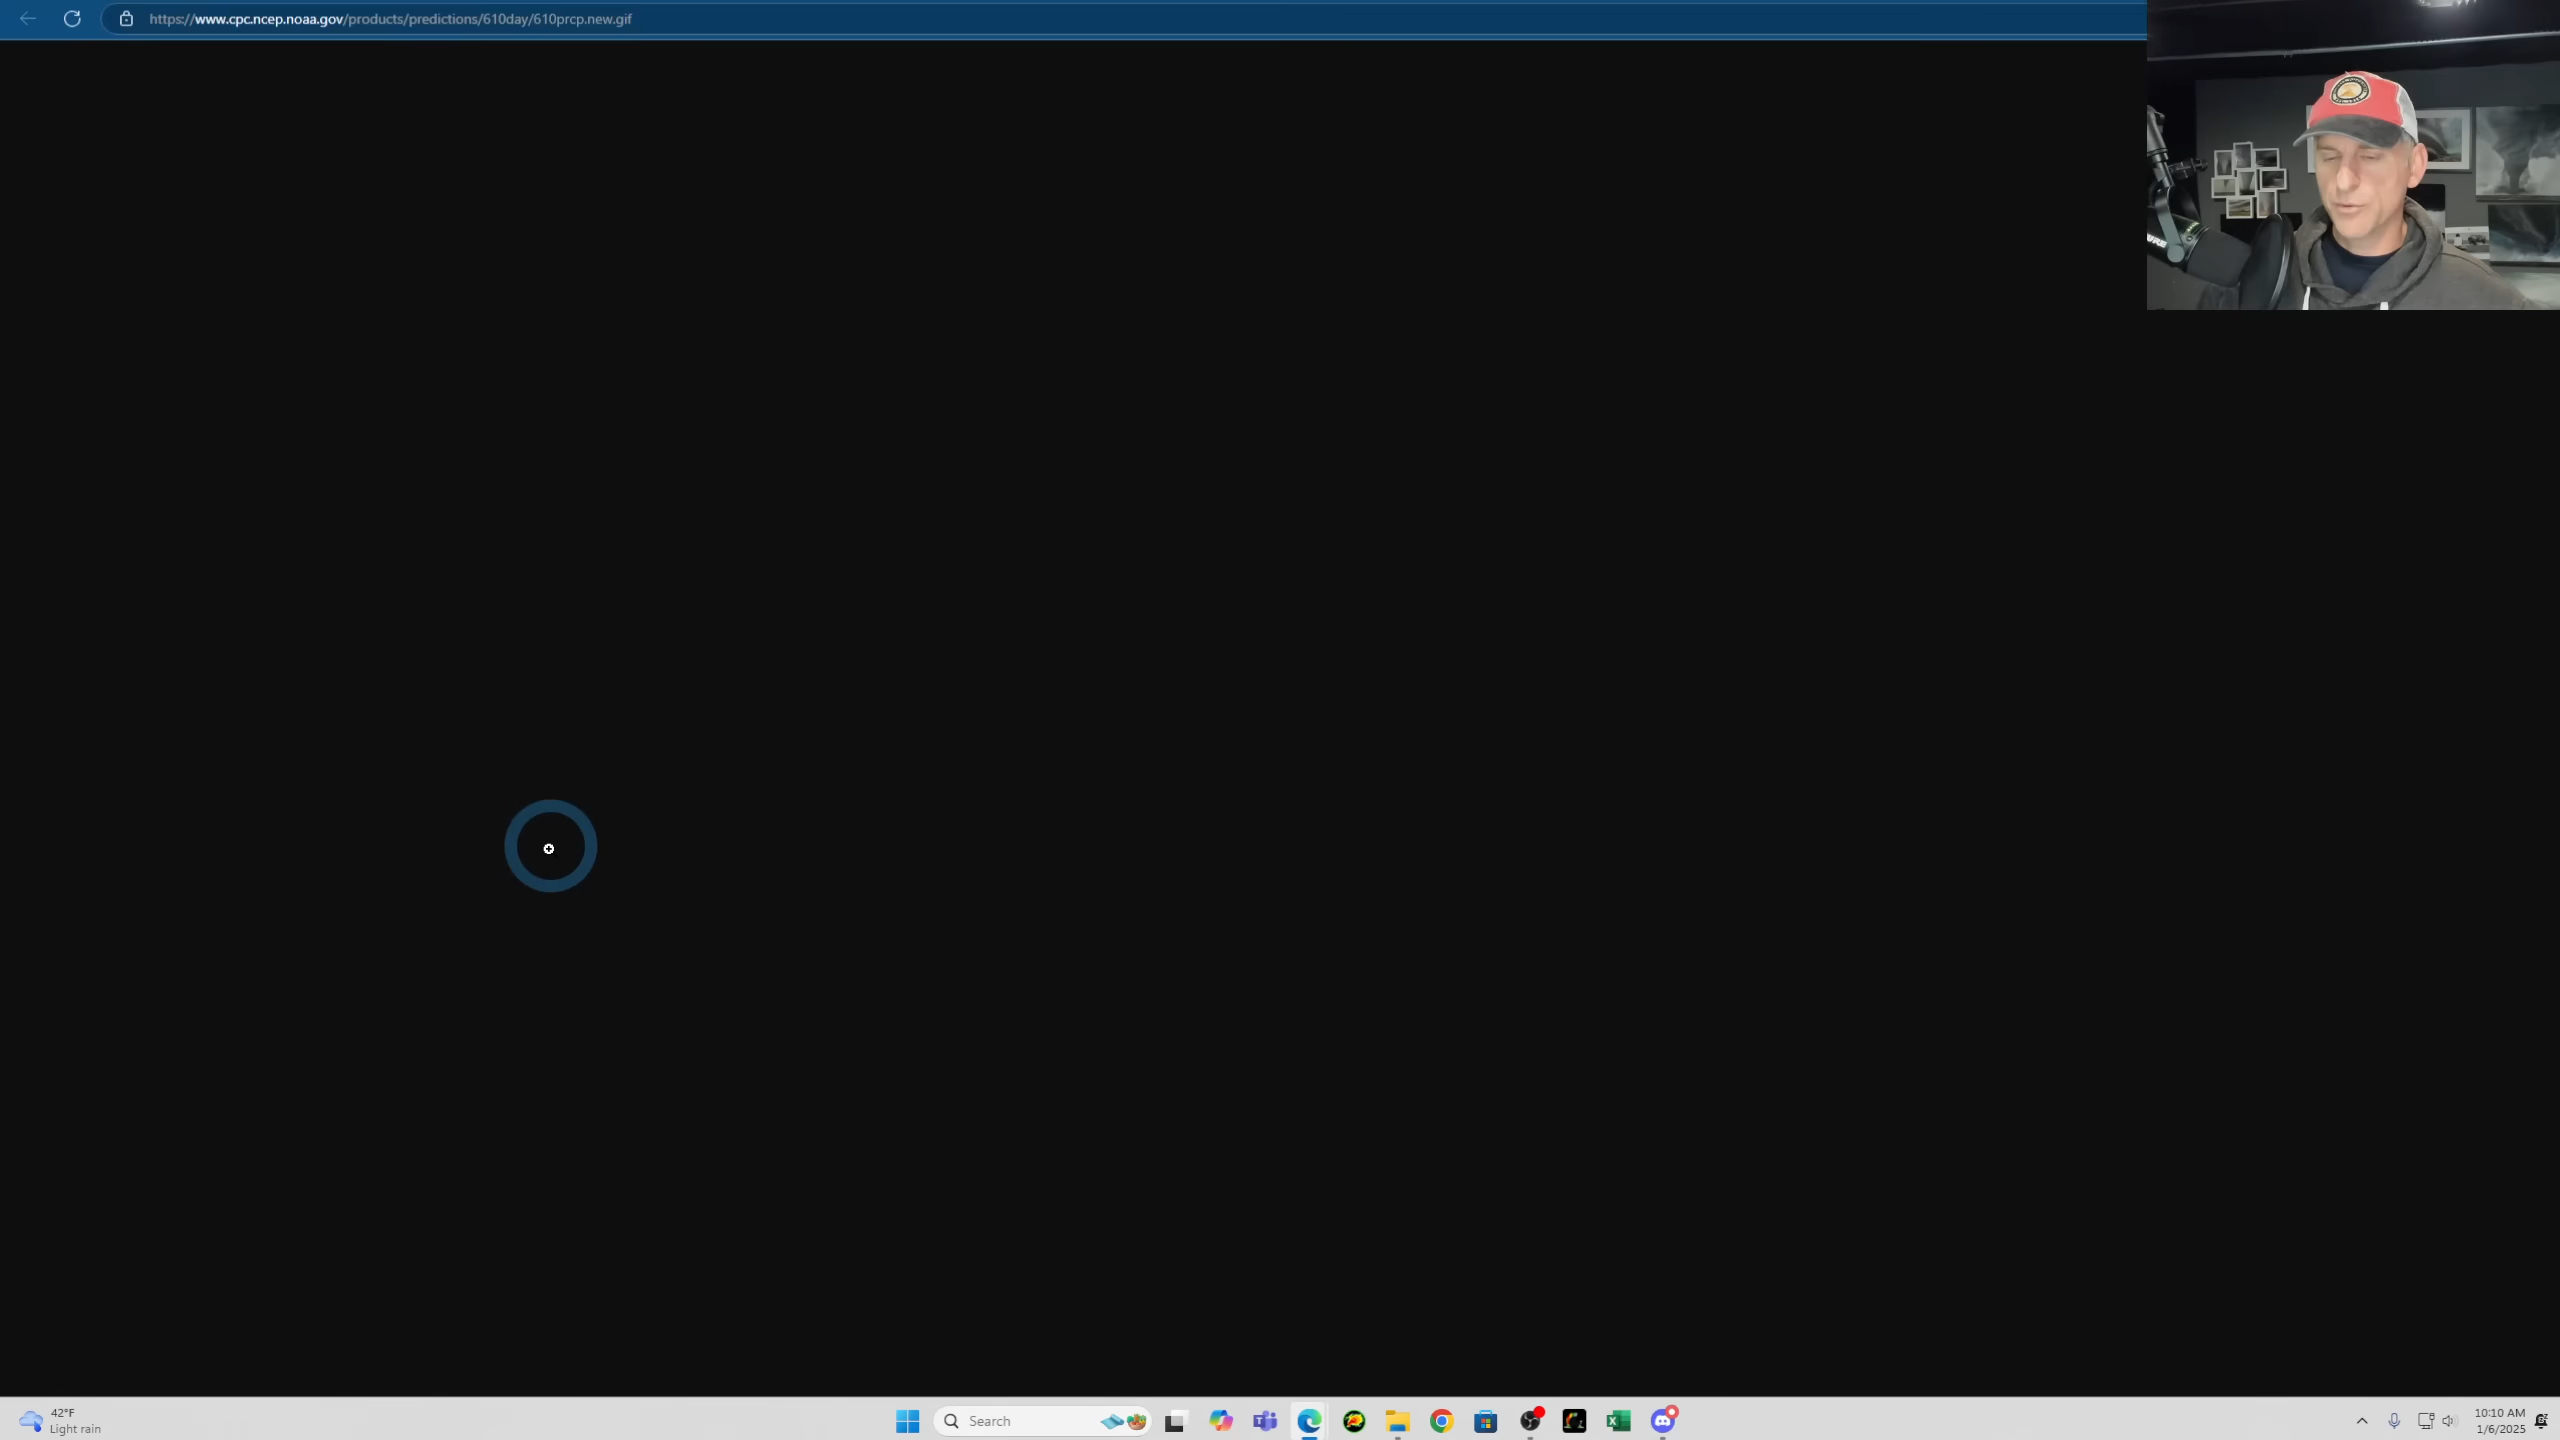 https://www.cpc.ncep.noaa.gov/products/predictions/610day/610prcp.new.gif
42°F
Light rain
Search
10:10 AM
1/6/2025